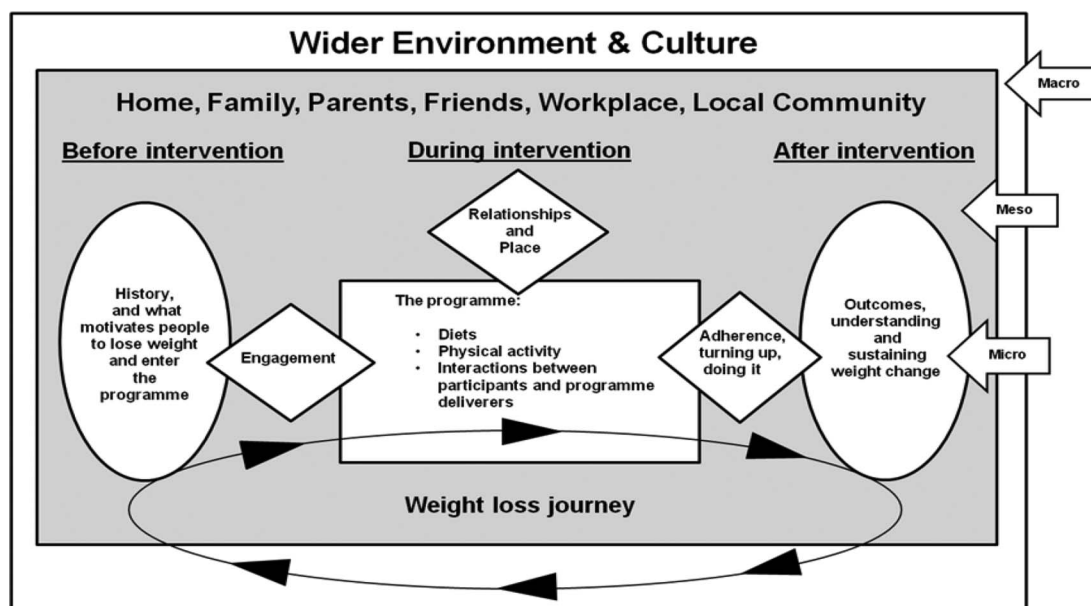 Wider Environment & Culture
Macro
Home, Family, Parents, Friends, Workplace, Local Community
Before intervention
During intervention
After intervention
Relationships
and
Place
Meso
History,
and what
motivates people
to lose weight
and enter
the
programme
Engagement
The programme:
• Diets
• Physical activity
• Interactions between
participants and programme
deliverers
Adherence,
turning up,
doing it
Outcomes,
understanding
and
sustaining
weight change
Micro
Weight loss journey